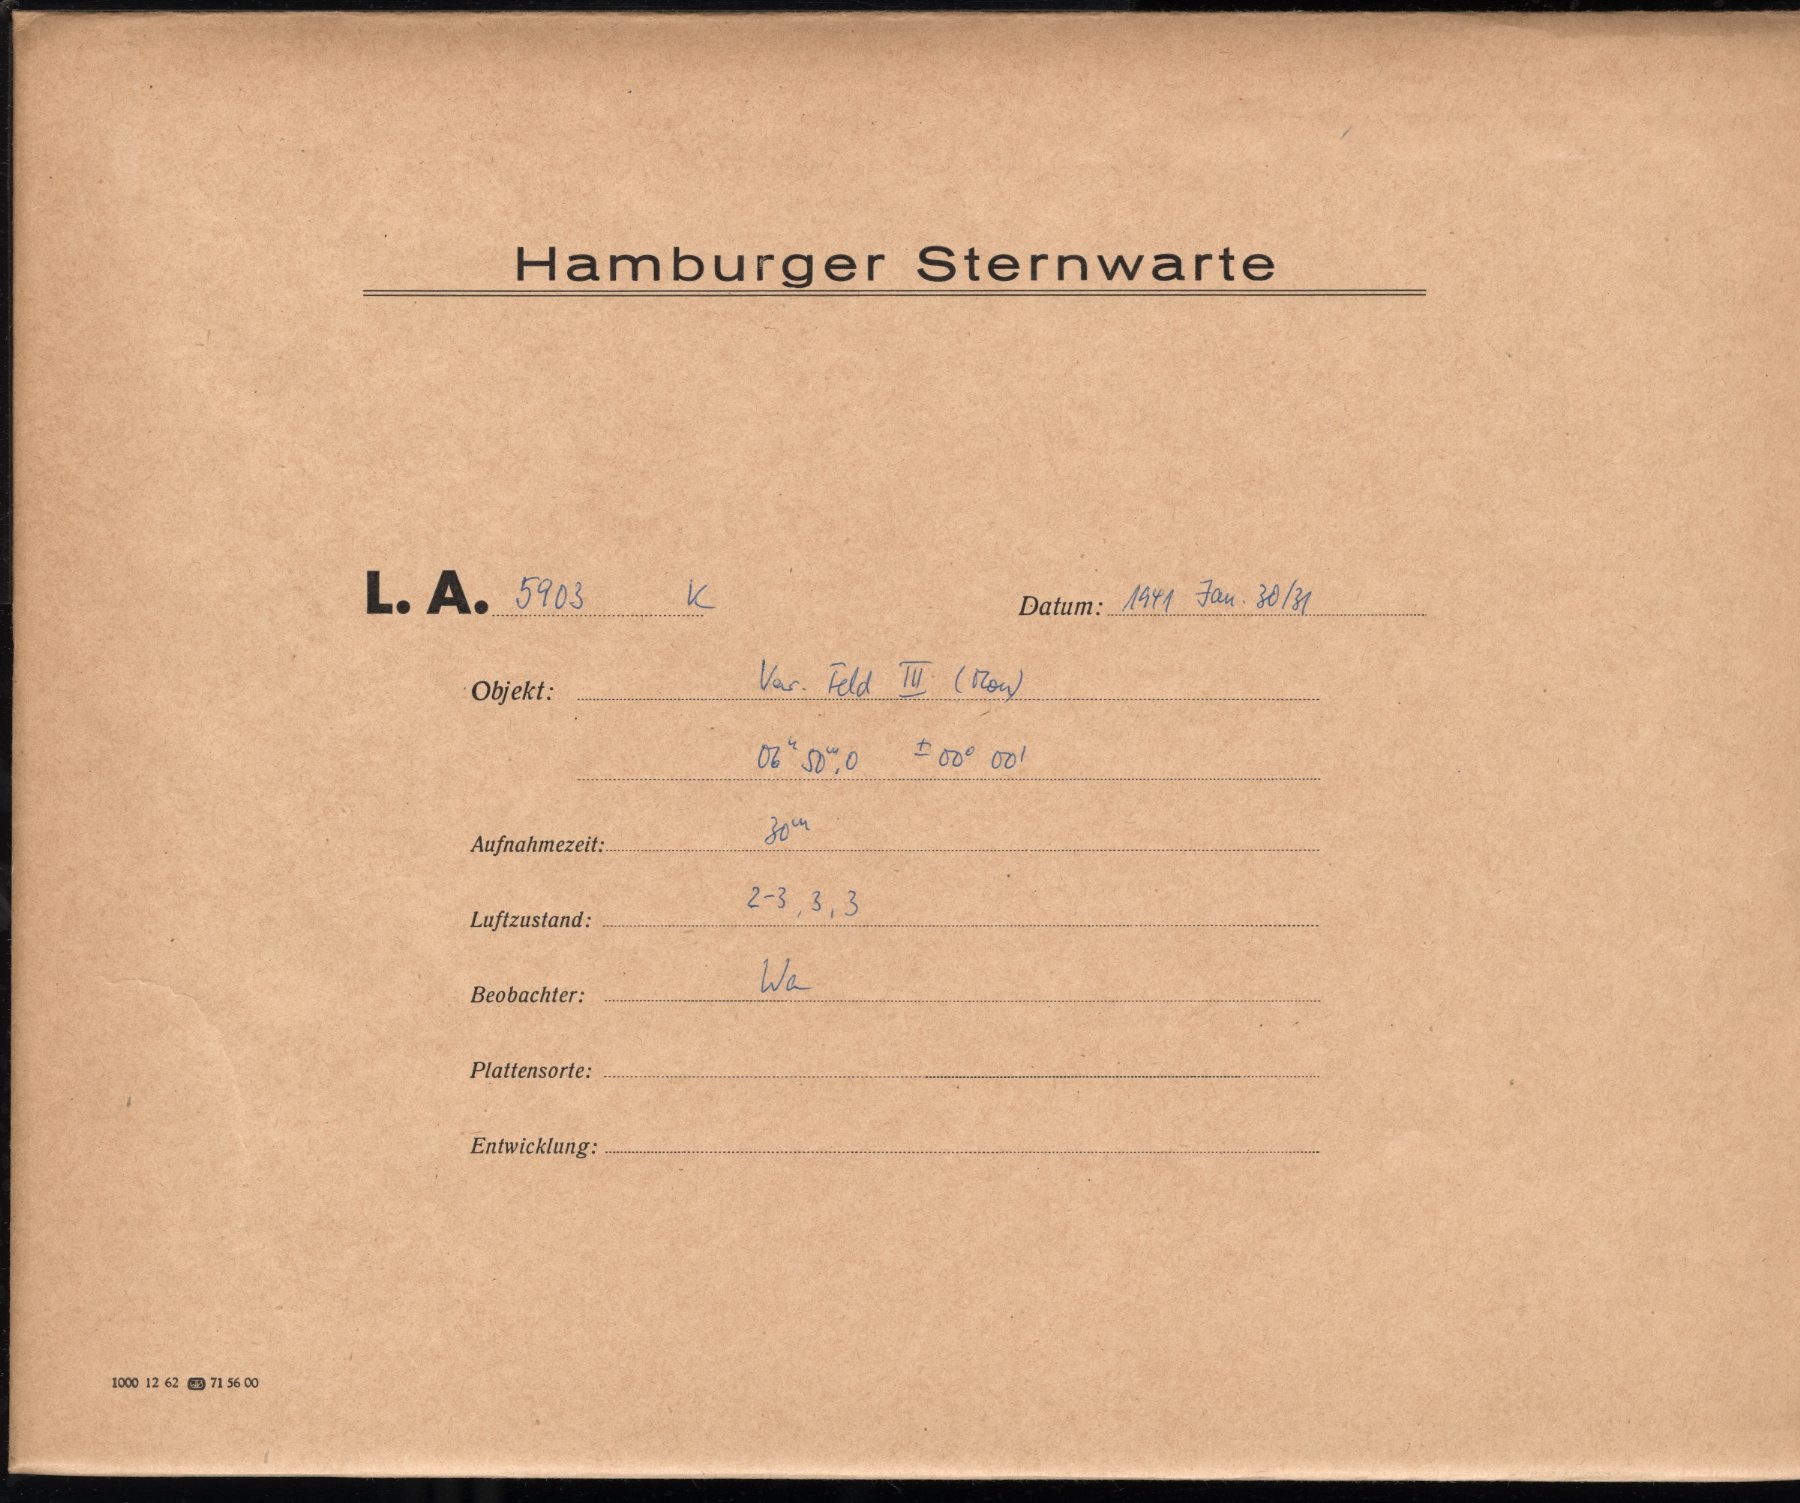 Hamburger Sternwarte
L. A. 5903 K Datum: 1941 Jan. 30/31
Objekt: Var. Feld III (Mon)
06ʰ 50ᵐ,0 ± 00° 00'
Aufnahmezeit: 30ᵐ
Luftzustand: 2-3, 3, 3
Beobachter: Wa
Plattensorte:
Entwicklung:
1000 12 62 71 56 00